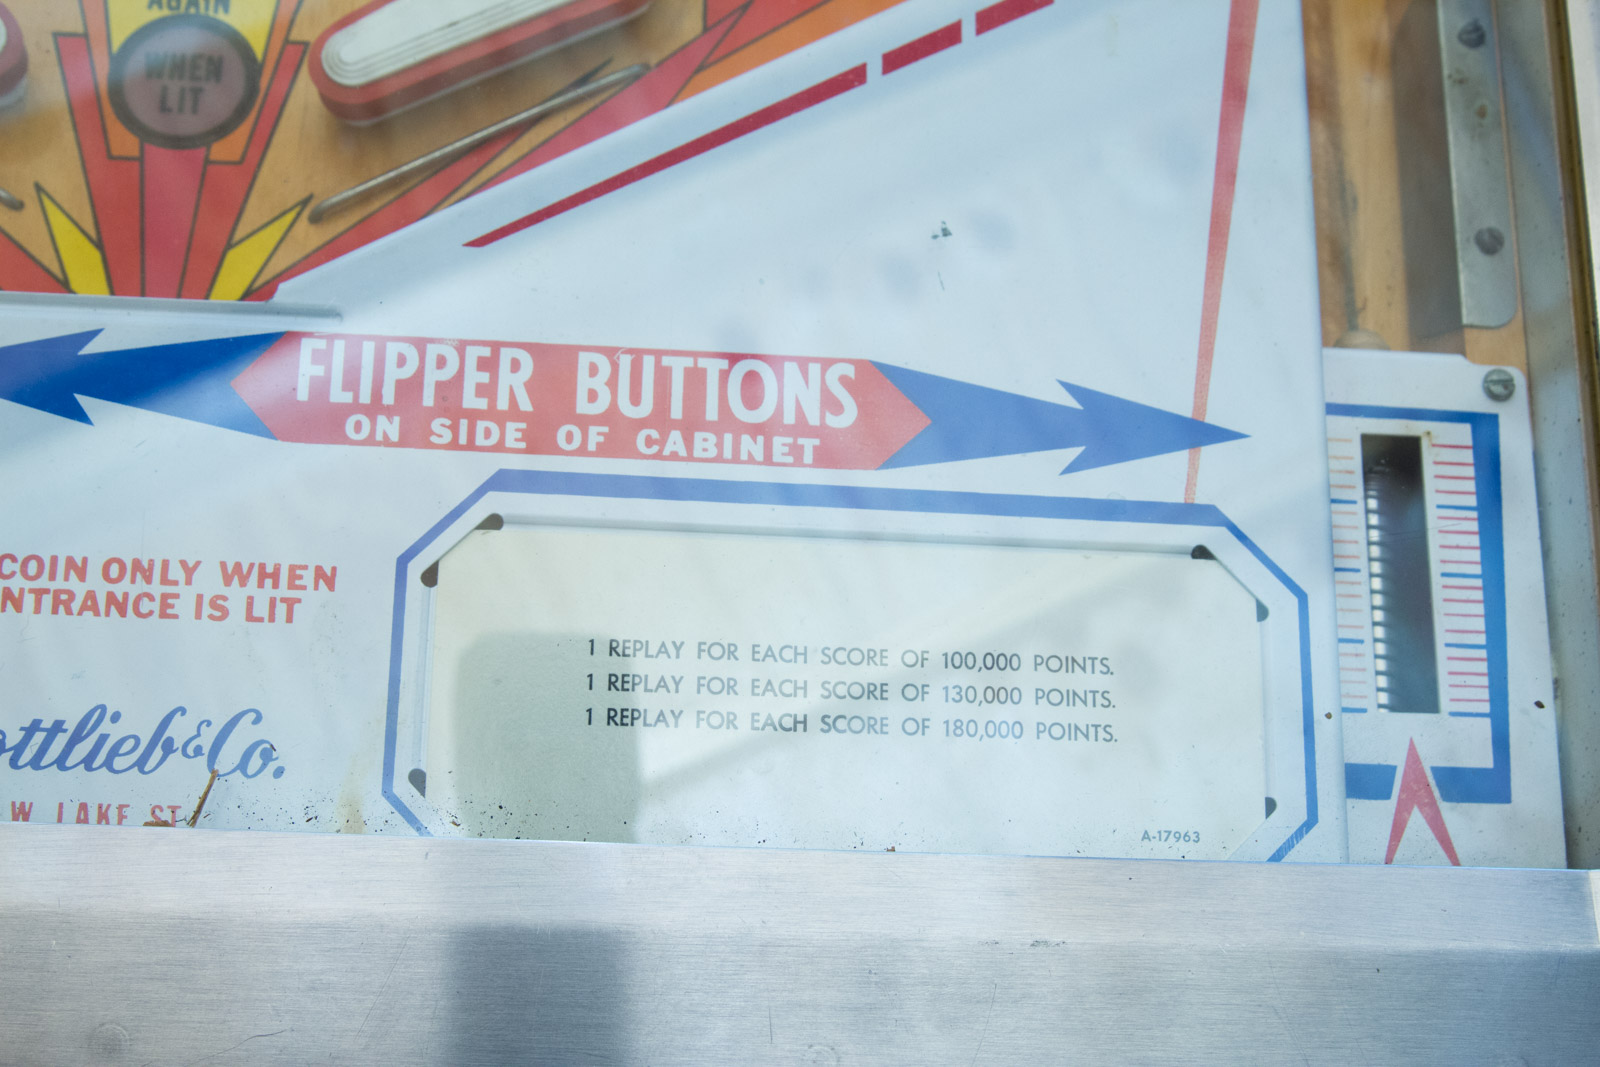 AGAIN
WHEN
LIT
FLIPPER BUTTONS
ON SIDE OF CABINET
COIN ONLY WHEN
NTRANCE IS LIT
ottlieb & Co.
W. LAKE ST.
1 REPLAY FOR EACH SCORE OF 100,000 POINTS.
1 REPLAY FOR EACH SCORE OF 130,000 POINTS.
1 REPLAY FOR EACH SCORE OF 180,000 POINTS.
A-17963